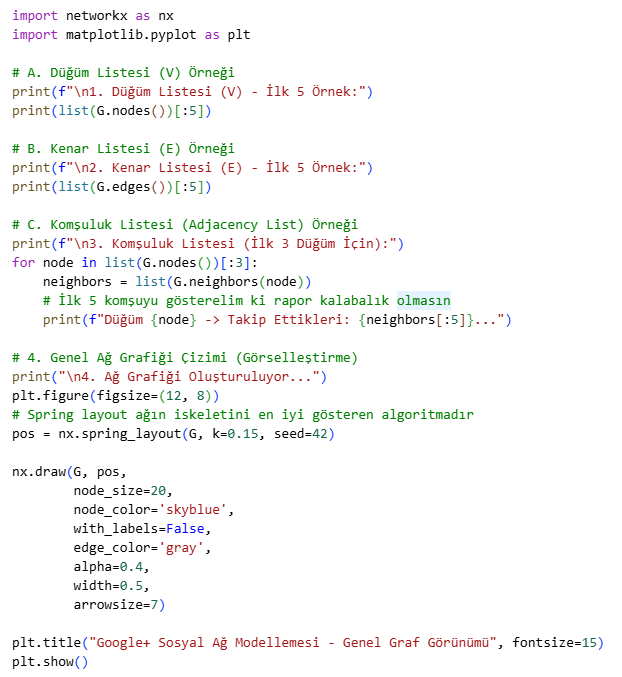 import networkx as nx
import matplotlib.pyplot as plt

# A. Düğüm Listesi (V) Örneği
print(f"\n1. Düğüm Listesi (V) - İlk 5 Örnek:")
print(list(G.nodes())[:5])

# B. Kenar Listesi (E) Örneği
print(f"\n2. Kenar Listesi (E) - İlk 5 Örnek:")
print(list(G.edges())[:5])

# C. Komşuluk Listesi (Adjacency List) Örneği
print(f"\n3. Komşuluk Listesi (İlk 3 Düğüm İçin):")
for node in list(G.nodes())[:3]:
    neighbors = list(G.neighbors(node))
    # İlk 5 komşuyu gösterelim ki rapor kalabalık olmasın
    print(f"Düğüm {node} -> Takip Ettikleri: {neighbors[:5]}...")

# 4. Genel Ağ Grafiği Çizimi (Görselleştirme)
print("\n4. Ağ Grafiği Oluşturuluyor...")
plt.figure(figsize=(12, 8))
# Spring layout ağın iskeletini en iyi gösteren algoritmadır
pos = nx.spring_layout(G, k=0.15, seed=42)

nx.draw(G, pos,
        node_size=20,
        node_color='skyblue',
        with_labels=False,
        edge_color='gray',
        alpha=0.4,
        width=0.5,
        arrowsize=7)

plt.title("Google+ Sosyal Ağ Modellemesi - Genel Graf Görünümü", fontsize=15)
plt.show()